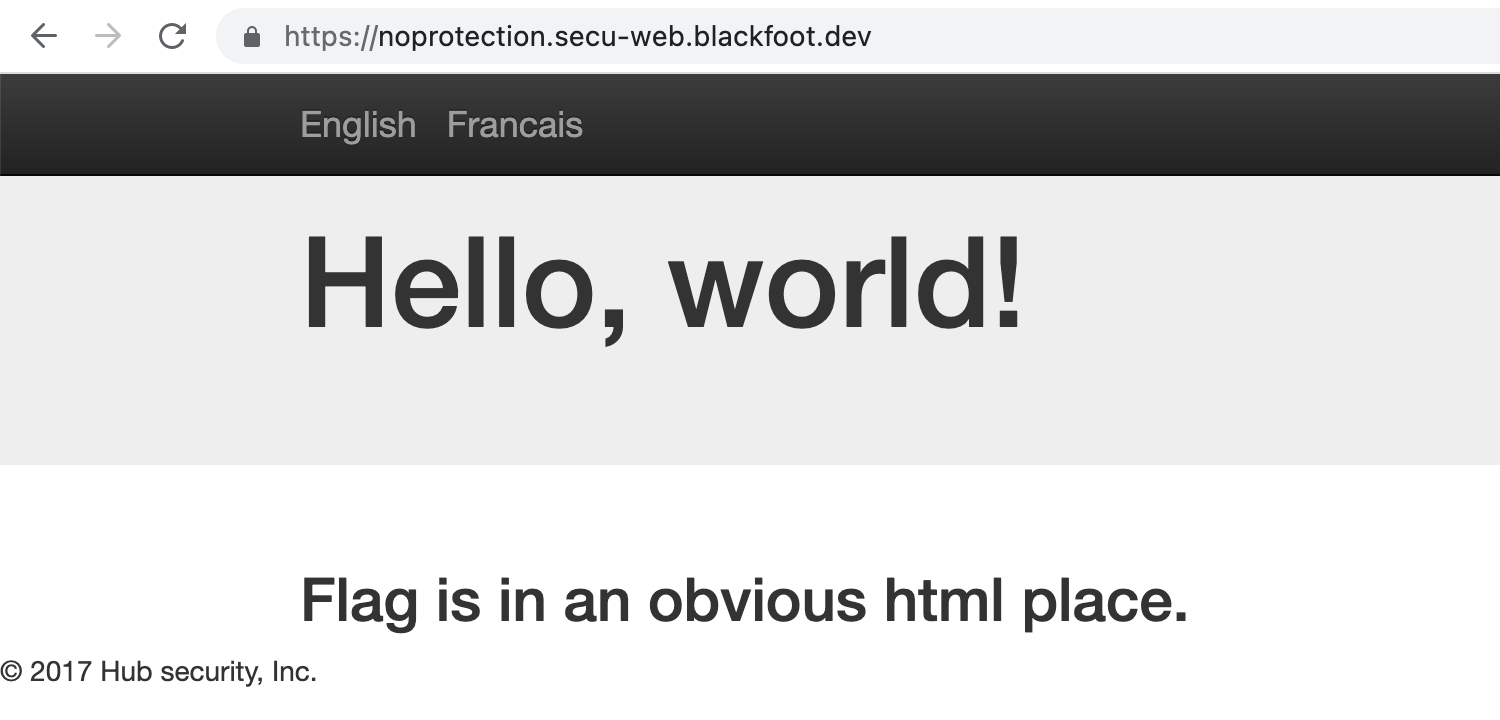 https://noprotection.secu-web.blackfoot.dev
English Francais
Hello, world!
Flag is in an obvious html place.
© 2017 Hub security, Inc.